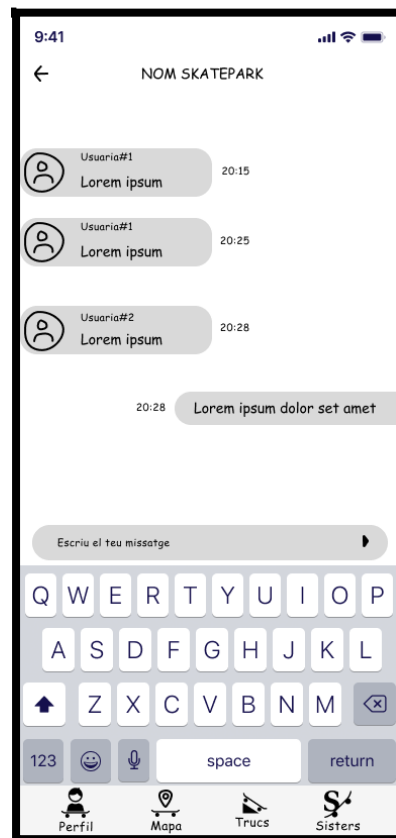 9:41
NOM SKATEPARK
Usuaria#1
Lorem ipsum
20:15
Usuaria#1
Lorem ipsum
20:25
Usuaria#2
Lorem ipsum
20:28
20:28
Lorem ipsum dolor set amet
Escriu el teu missatge
Q W E R T Y U I O P
A S D F G H J K L
Z X C V B N M
123 space return
Perfil Mapa Trucs Sisters